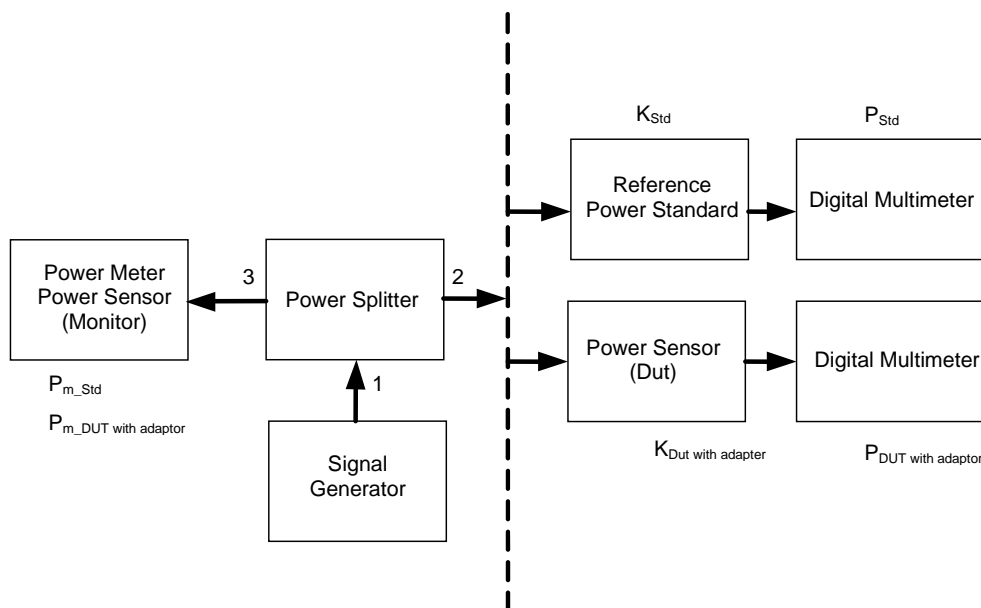 K_Std
P_Std
Reference
Power Standard
Digital Multimeter
Power Meter
Power Sensor
(Monitor)
3
Power Splitter
2
Power Sensor
(Dut)
Digital Multimeter
P_m_Std
1
P_m_DUT with adaptor
K_Dut with adapter
P_DUT with adaptor
Signal
Generator